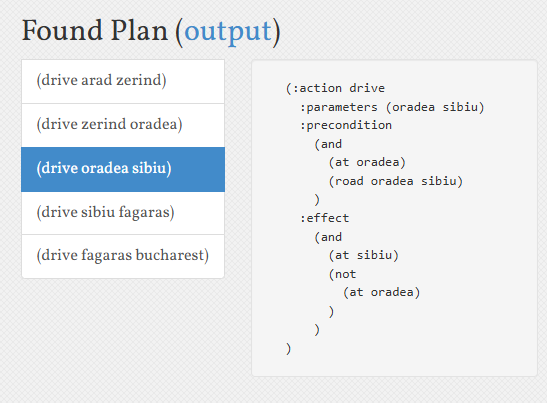 Found Plan (output)
(drive arad zerind)
(drive zerind oradea)
(drive oradea sibiu)
(drive sibiu fagaras)
(drive fagaras bucharest)
(:action drive
  :parameters (oradea sibiu)
  :precondition
    (and
      (at oradea)
      (road oradea sibiu)
    )
  :effect
    (and
      (at sibiu)
      (not
        (at oradea)
      )
    )
)